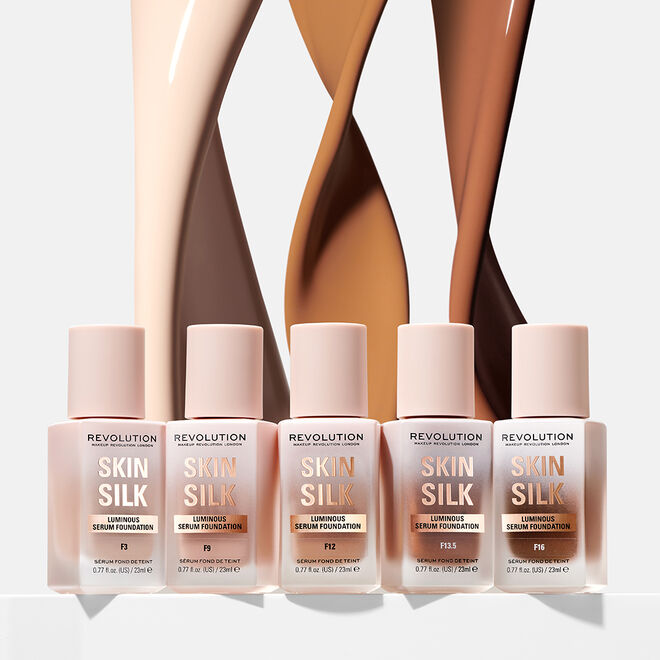 REVOLUTION
MAKEUP REVOLUTION LONDON
SKIN
SILK
LUMINOUS
SERUM FOUNDATION
F3
SÉRUM FOND DE TEINT
0.77 fl.oz. (US) / 23ml ℮
REVOLUTION
MAKEUP REVOLUTION LONDON
SKIN
SILK
LUMINOUS
SERUM FOUNDATION
F9
SÉRUM FOND DE TEINT
0.77 fl.oz. (US) / 23ml ℮
REVOLUTION
MAKEUP REVOLUTION LONDON
SKIN
SILK
LUMINOUS
SERUM FOUNDATION
F12
SÉRUM FOND DE TEINT
0.77 fl.oz. (US) / 23ml ℮
REVOLUTION
MAKEUP REVOLUTION LONDON
SKIN
SILK
LUMINOUS
SERUM FOUNDATION
F13.5
SÉRUM FOND DE TEINT
0.77 fl.oz. (US) / 23ml ℮
REVOLUTION
MAKEUP REVOLUTION LONDON
SKIN
SILK
LUMINOUS
SERUM FOUNDATION
F16
SÉRUM FOND DE TEINT
0.77 fl.oz. (US) / 23ml ℮